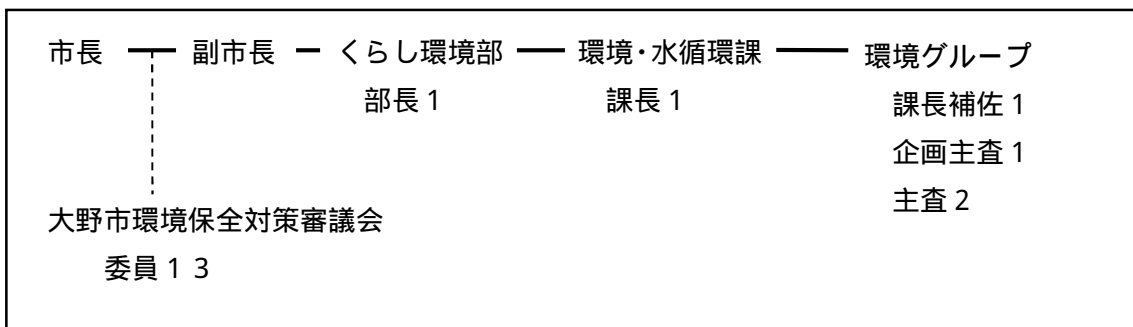 市長 副市長 くらし環境部 環境・水循環課 環境グループ
部長 1 課長 1 課長補佐 1
企画主査 1
主査 2
大野市環境保全対策審議会
委員 1 3